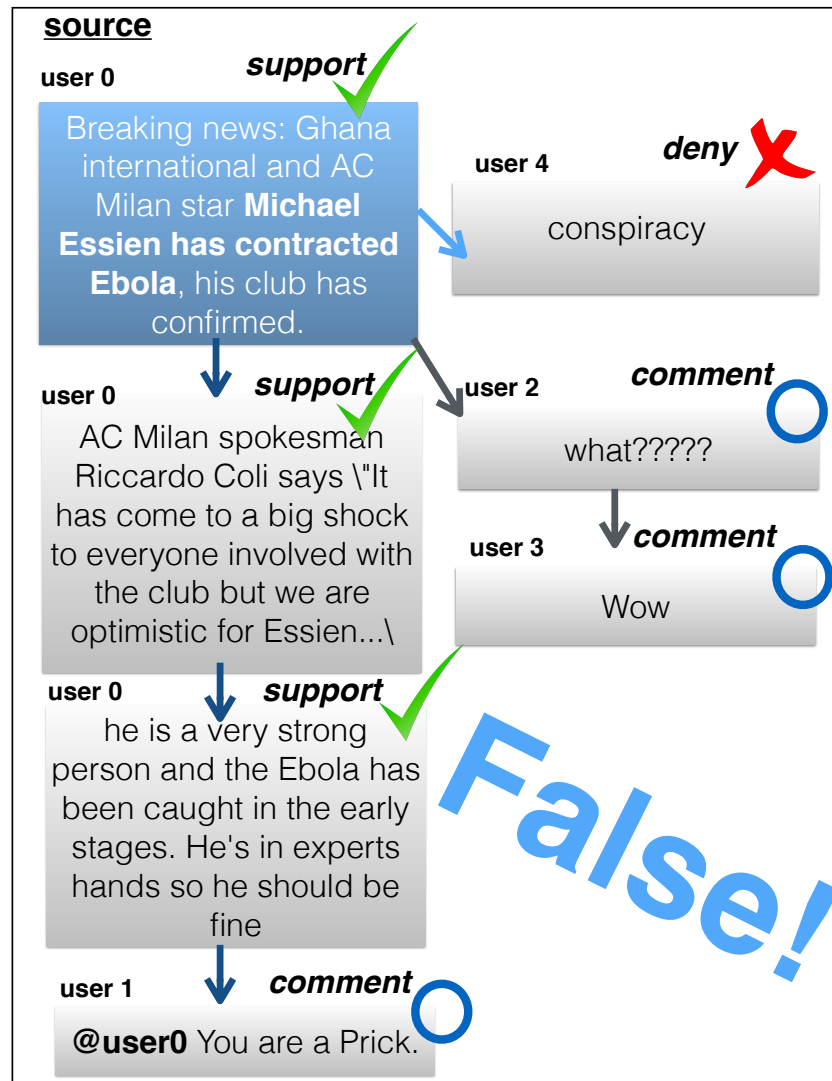 source
user 0
support
Breaking news: Ghana
international and AC
Milan star Michael
Essien has contracted
Ebola, his club has
confirmed.
user 4
deny
conspiracy
user 0
support
AC Milan spokesman
Riccardo Coli says \"It
has come to a big shock
to everyone involved with
the club but we are
optimistic for Essien...\
user 2
comment
what?????
user 3
comment
Wow
user 0
support
he is a very strong
person and the Ebola has
been caught in the early
stages. He's in experts
hands so he should be
fine
False!
user 1
comment
@user0 You are a Prick.